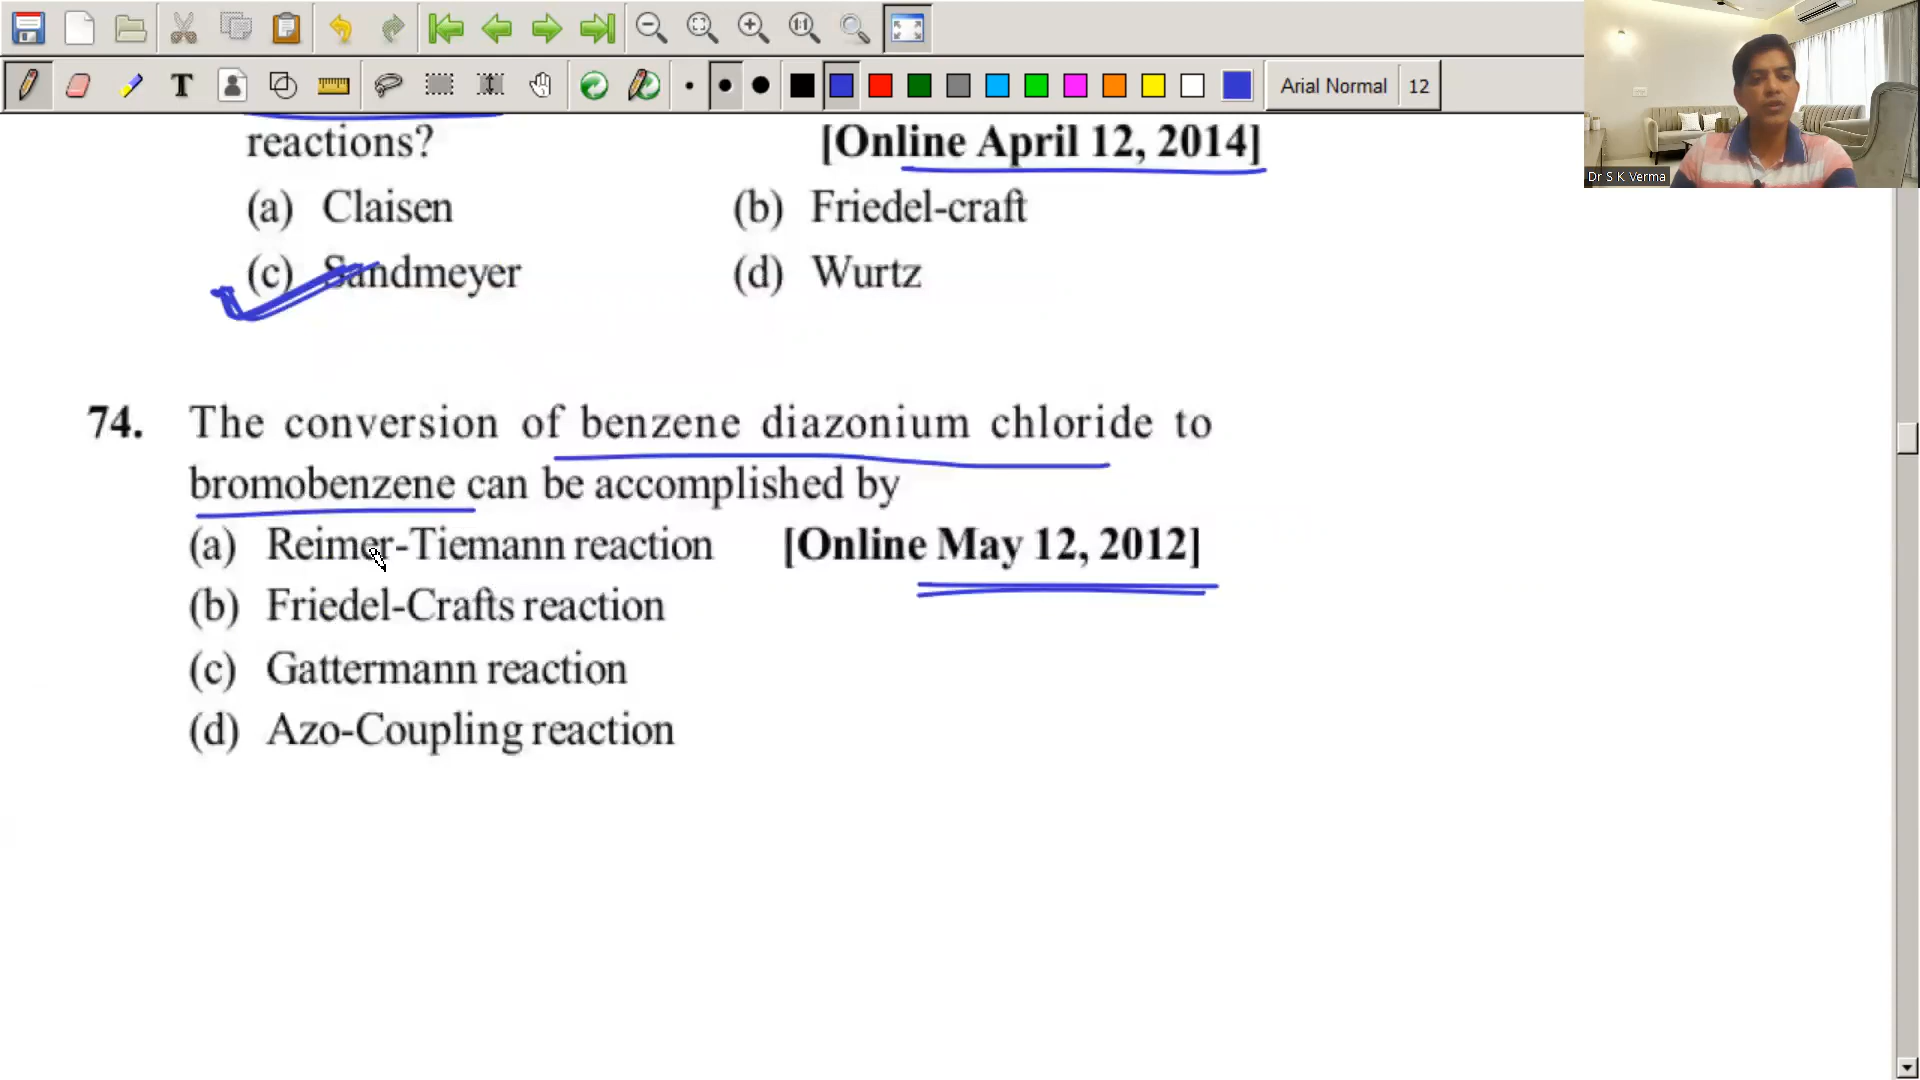 T
1:1
Arial Normal 12
Dr S K Verma
reactions? [Online April 12, 2014]
(a) Claisen (b) Friedel-craft
(c) Sandmeyer (d) Wurtz
74. The conversion of benzene diazonium chloride to
bromobenzene can be accomplished by
(a) Reimer-Tiemann reaction [Online May 12, 2012]
(b) Friedel-Crafts reaction
(c) Gattermann reaction
(d) Azo-Coupling reaction